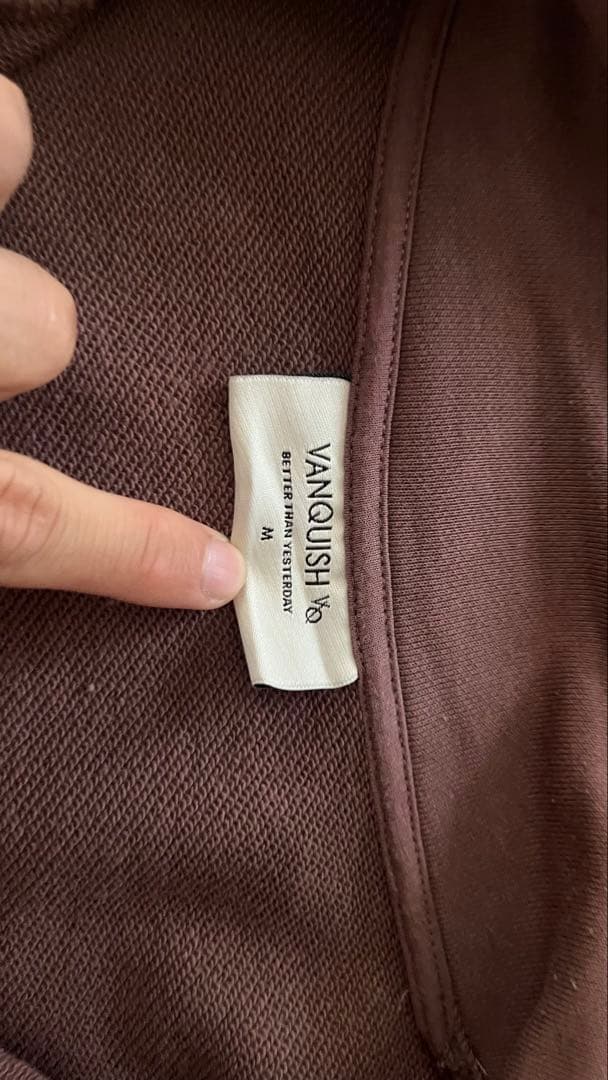 VANQUISH VQ
BETTER THAN YESTERDAY
M